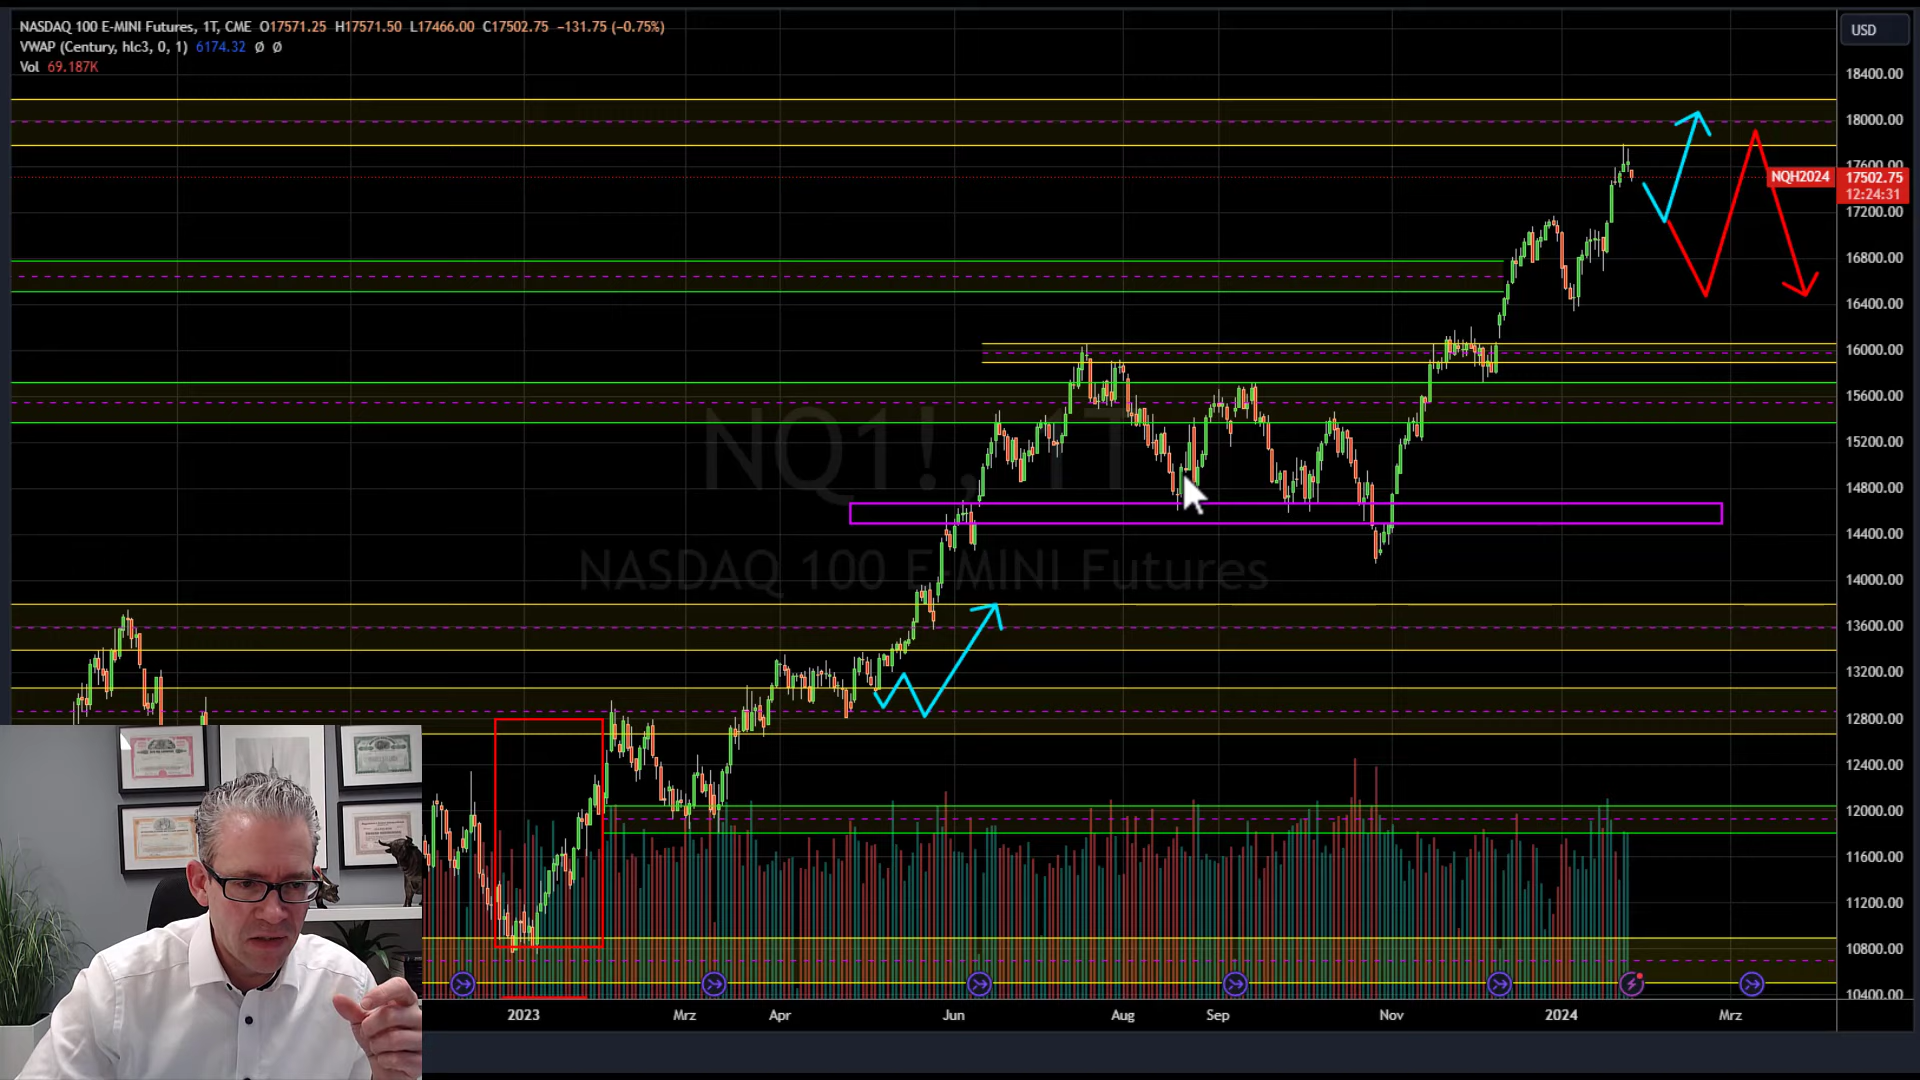 NASDAQ 100 E-MINI Futures, 1T, CME O17571.25 H17571.50 L17466.00 C17502.75 −131.75 (−0.75%)
VWAP (Century, hlc3, 0, 1) 6174.32 Ø Ø
Vol 69.187K
USD
18400.00
18000.00
17600.00
NQH2024 17502.75
12:24:31
17200.00
16800.00
16400.00
16000.00
15600.00
15200.00
14800.00
14400.00
14000.00
13600.00
13200.00
12800.00
12400.00
12000.00
11600.00
11200.00
10800.00
10400.00
NQ1!, 1T
NASDAQ 100 E-MINI Futures
2023 Mrz Apr Jun Aug Sep Nov 2024 Mrz